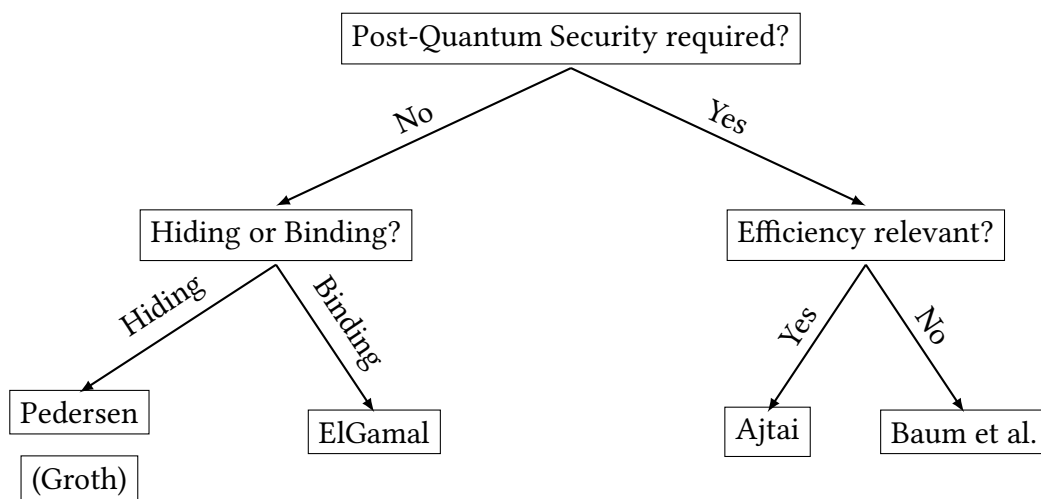 Post-Quantum Security required?
No
Yes
Hiding or Binding?
Efficiency relevant?
Hiding
Binding
Yes
No
Pedersen
ElGamal
Ajtai
Baum et al.
(Groth)